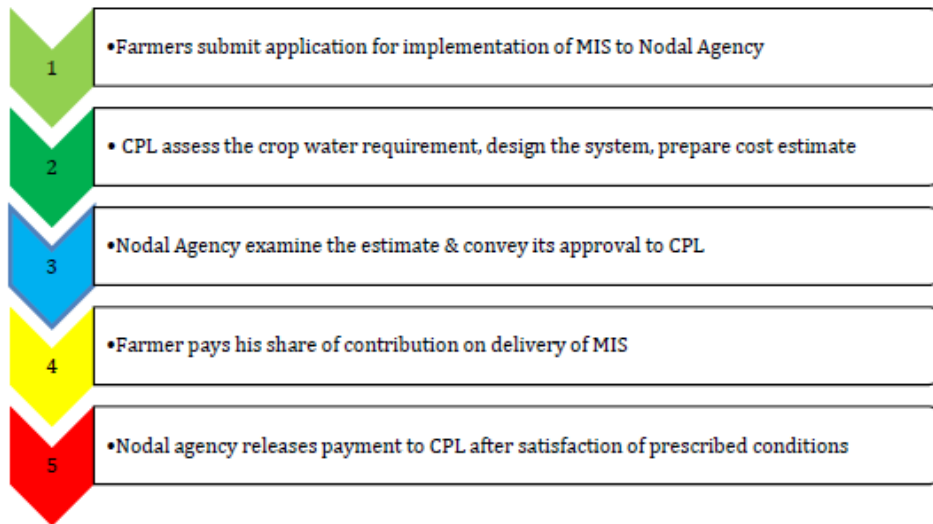 1
•Farmers submit application for implementation of MIS to Nodal Agency
2
• CPL assess the crop water requirement, design the system, prepare cost estimate
3
•Nodal Agency examine the estimate & convey its approval to CPL
4
•Farmer pays his share of contribution on delivery of MIS
5
•Nodal agency releases payment to CPL after satisfaction of prescribed conditions